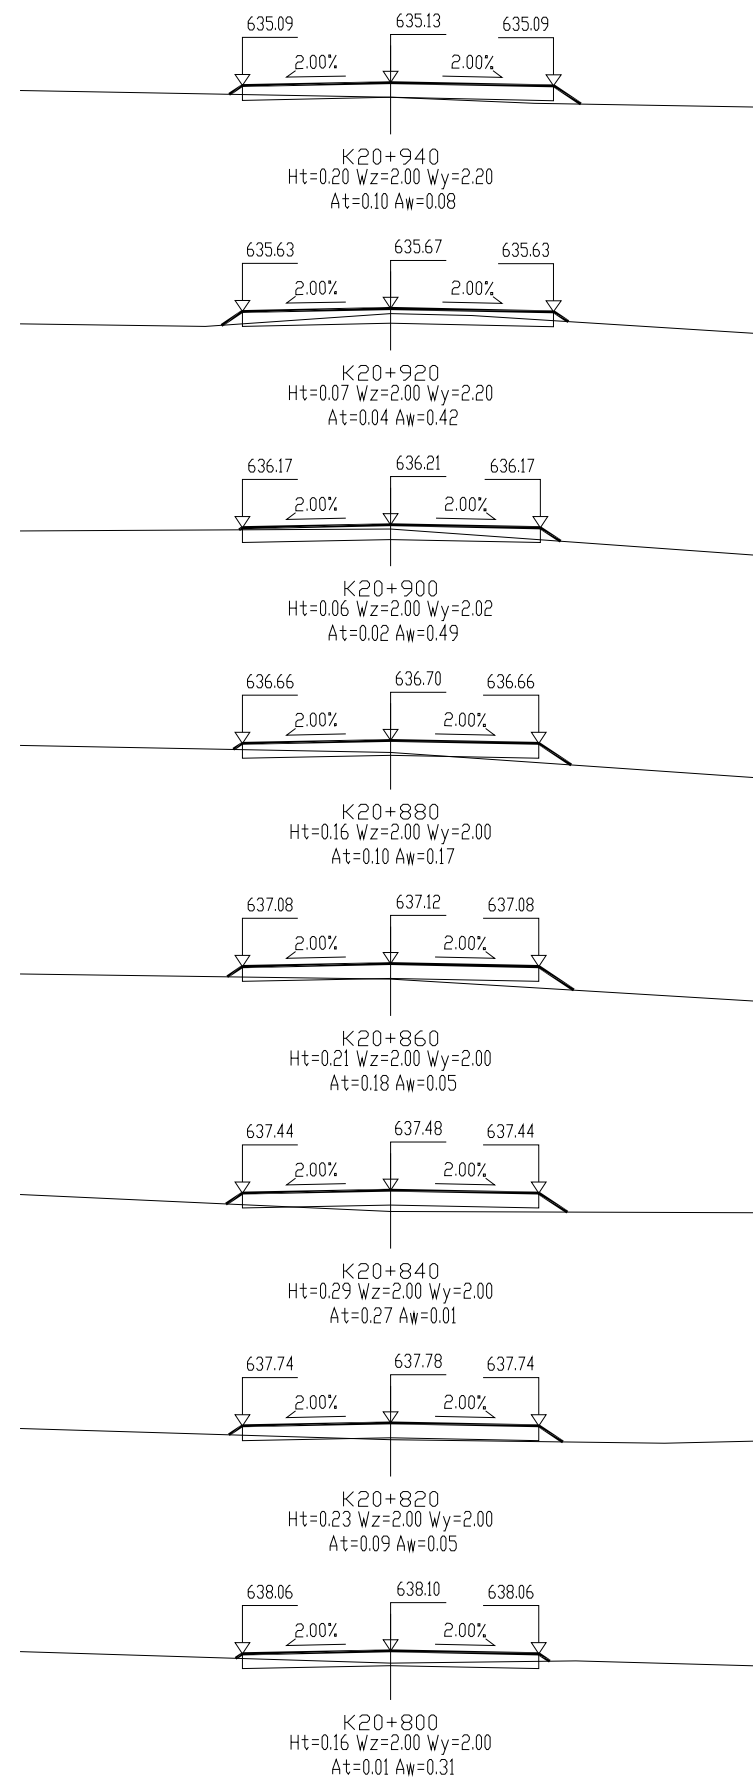 635.09 635.13 635.09
2.00% 2.00%
K20+940
Ht=0.20 Wz=2.00 Wy=2.20
At=0.10 Aw=0.08
635.63 635.67 635.63
2.00% 2.00%
K20+920
Ht=0.07 Wz=2.00 Wy=2.20
At=0.04 Aw=0.42
636.17 636.21 636.17
2.00% 2.00%
K20+900
Ht=0.06 Wz=2.00 Wy=2.02
At=0.02 Aw=0.49
636.66 636.70 636.66
2.00% 2.00%
K20+880
Ht=0.16 Wz=2.00 Wy=2.00
At=0.10 Aw=0.17
637.08 637.12 637.08
2.00% 2.00%
K20+860
Ht=0.21 Wz=2.00 Wy=2.00
At=0.18 Aw=0.05
637.44 637.48 637.44
2.00% 2.00%
K20+840
Ht=0.29 Wz=2.00 Wy=2.00
At=0.27 Aw=0.01
637.74 637.78 637.74
2.00% 2.00%
K20+820
Ht=0.23 Wz=2.00 Wy=2.00
At=0.09 Aw=0.05
638.06 638.10 638.06
2.00% 2.00%
K20+800
Ht=0.16 Wz=2.00 Wy=2.00
At=0.01 Aw=0.31